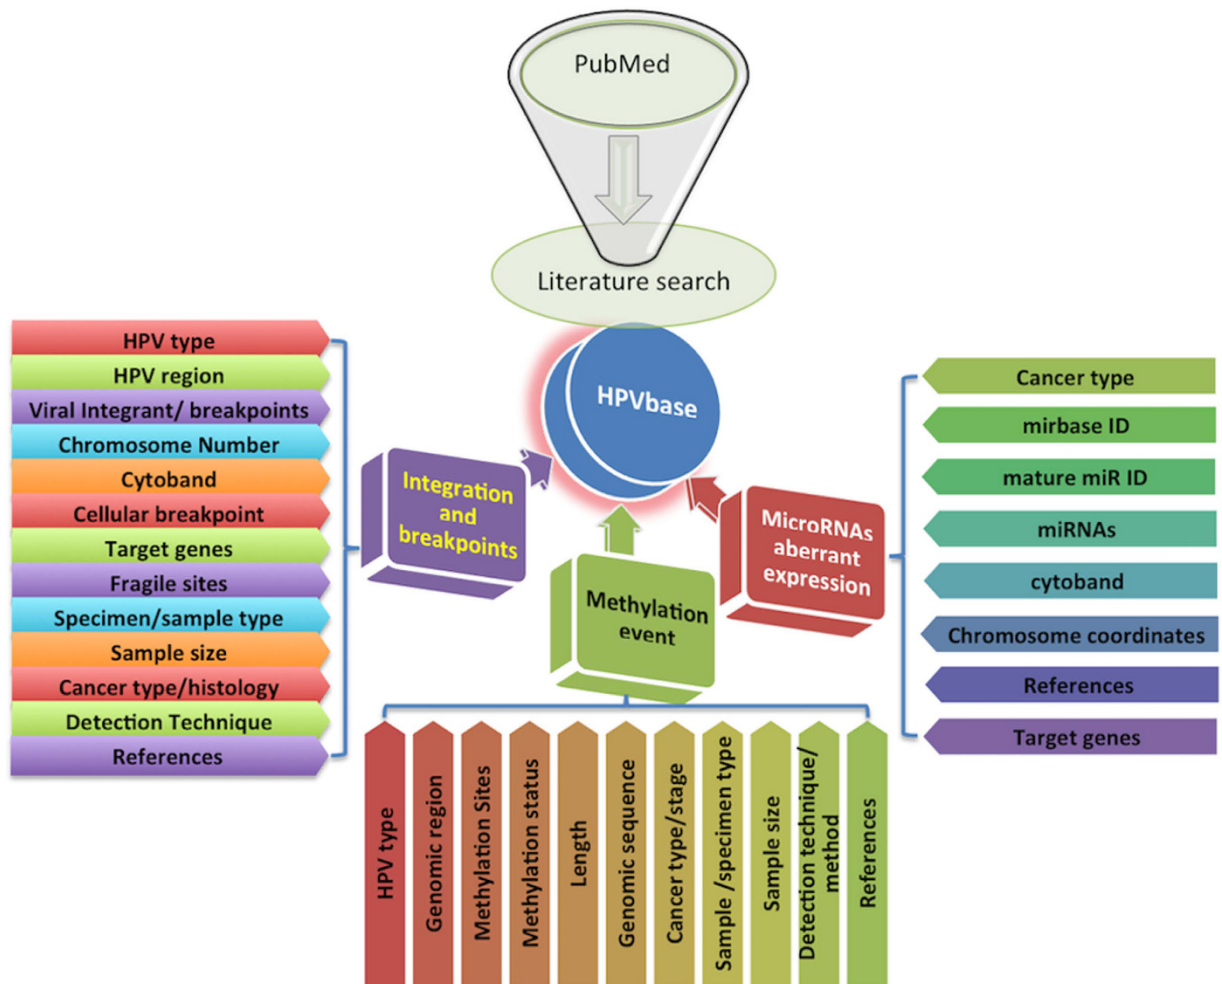 PubMed
Literature search
HPVbase
HPV type
HPV region
Viral Integrant/ breakpoints
Chromosome Number
Cytoband
Cellular breakpoint
Target genes
Fragile sites
Specimen/sample type
Sample size
Cancer type/histology
Detection Technique
References
Integration
and
breakpoints
Methylation
event
MicroRNAs
aberrant
expression
Cancer type
mirbase ID
mature miR ID
miRNAs
cytoband
Chromosome coordinates
References
Target genes
HPV type
Genomic region
Methylation Sites
Methylation status
Length
Genomic sequence
Cancer type/stage
Sample /specimen type
Sample size
Detection technique/
method
References